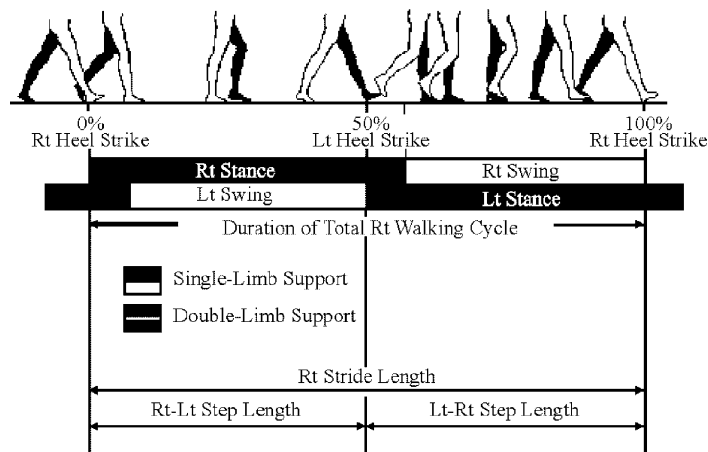 0% 50% 100%
Rt Heel Strike Lt Heel Strike Rt Heel Strike
Rt Stance Rt Swing
Lt Swing Lt Stance
Duration of Total Rt Walking Cycle
Single-Limb Support
Double-Limb Support
Rt Stride Length
Rt-Lt Step Length Lt-Rt Step Length